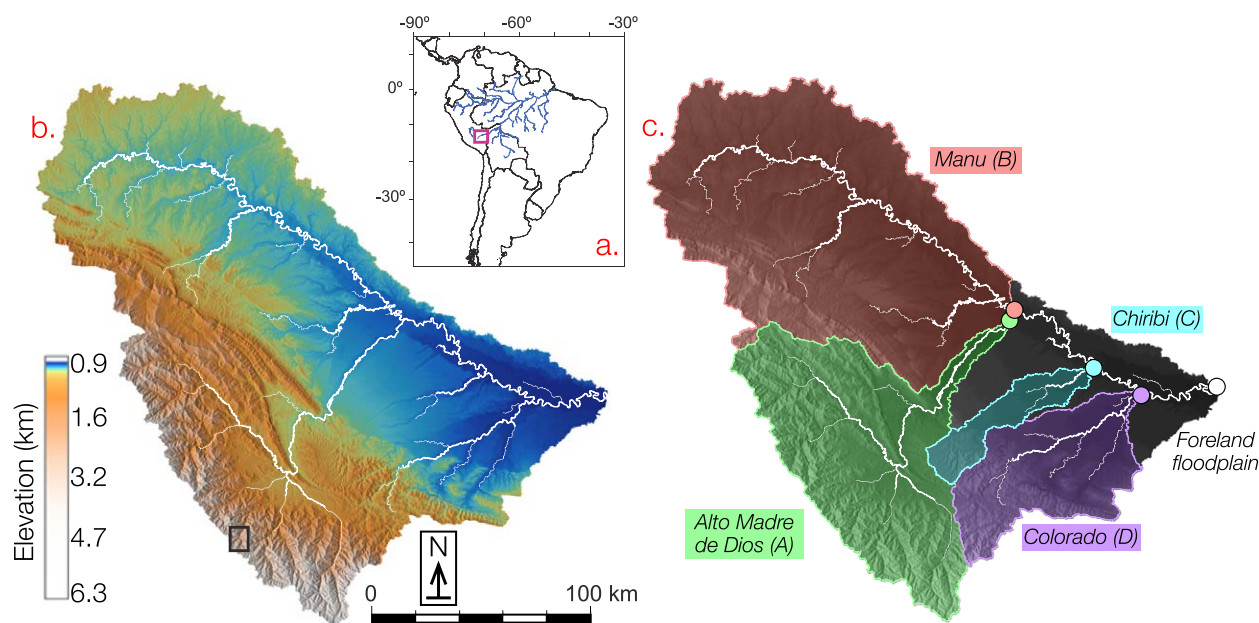 -90º
-60º
-30º
0º
-30º
a.
b.
c.
Manu (B)
Chiribi (C)
Foreland
floodplain
Colorado (D)
Alto Madre
de Dios (A)
Elevation (km)
0.9
1.6
3.2
4.7
6.3
N
0
100 km